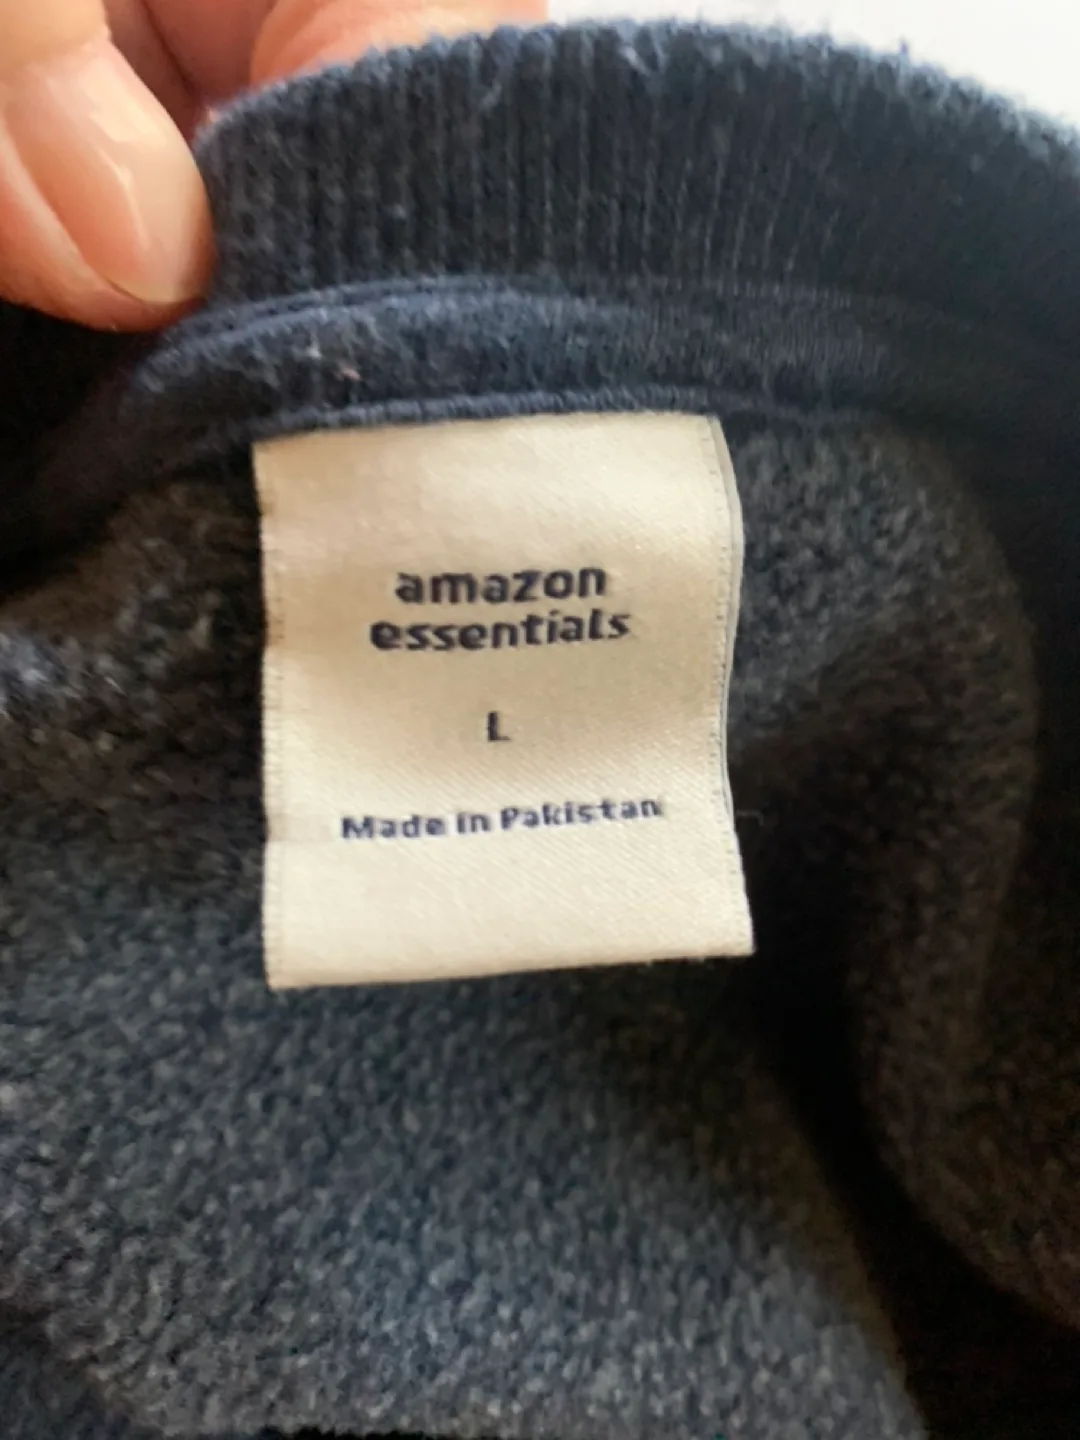 amazon
essentials
L
Made in Pakistan